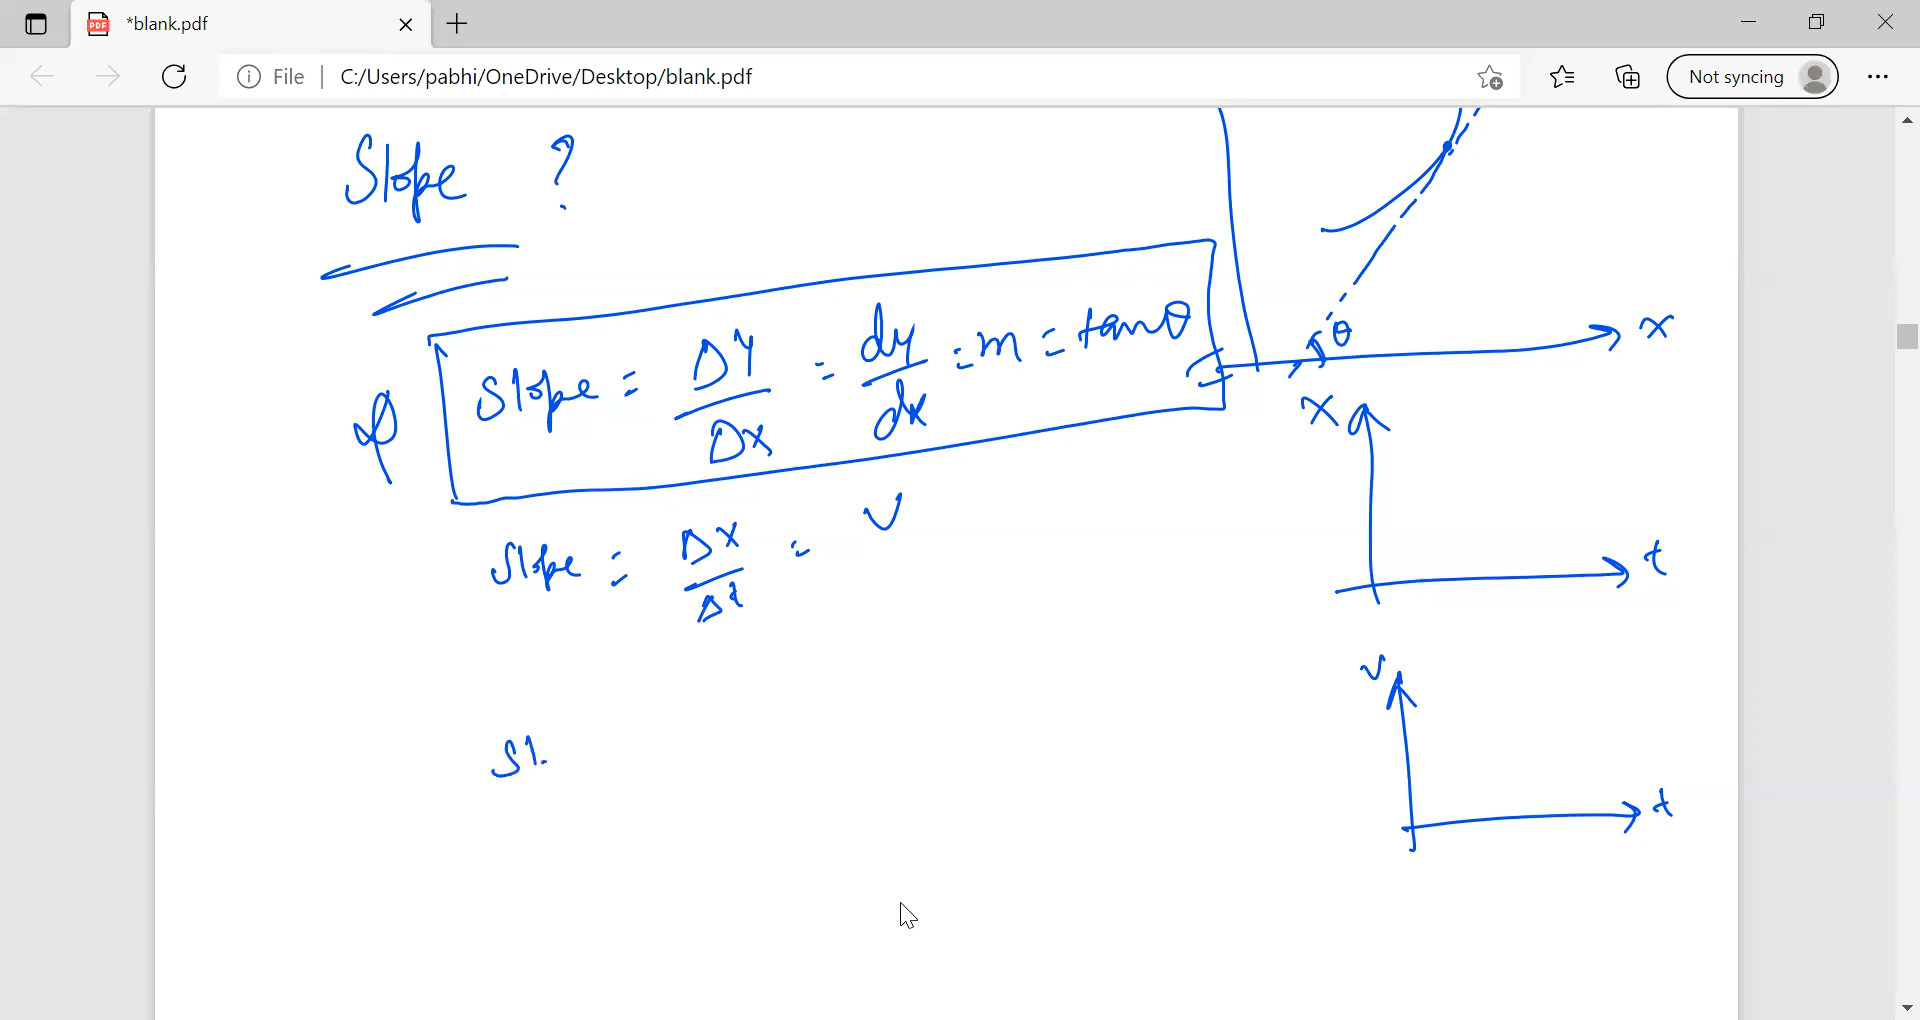 *blank.pdf
File | C:/Users/pabhi/OneDrive/Desktop/blank.pdf
Not syncing
Slope ?
Slope = Δy/Δx = dy/dx = m = tanθ
θ
x
Slope = Δx/Δt = v
x
t
v
t
Sl.